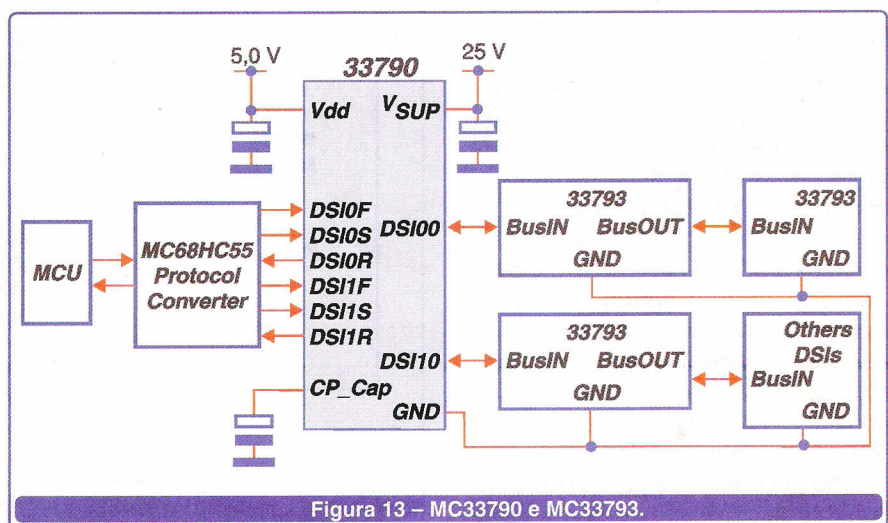 5,0 V
33790
25 V
Vdd
VSUP
DSI0F
DSI0S
DSI0R
DSI1F
DSI1S
DSI1R
CP_Cap
DSI00
DSI10
GND
MCU
MC68HC55
Protocol
Converter
33793
BusIN BusOUT
GND
33793
BusIN
GND
33793
BusIN BusOUT
GND
Others
DSIs
BusIN
GND
Figura 13 – MC33790 e MC33793.